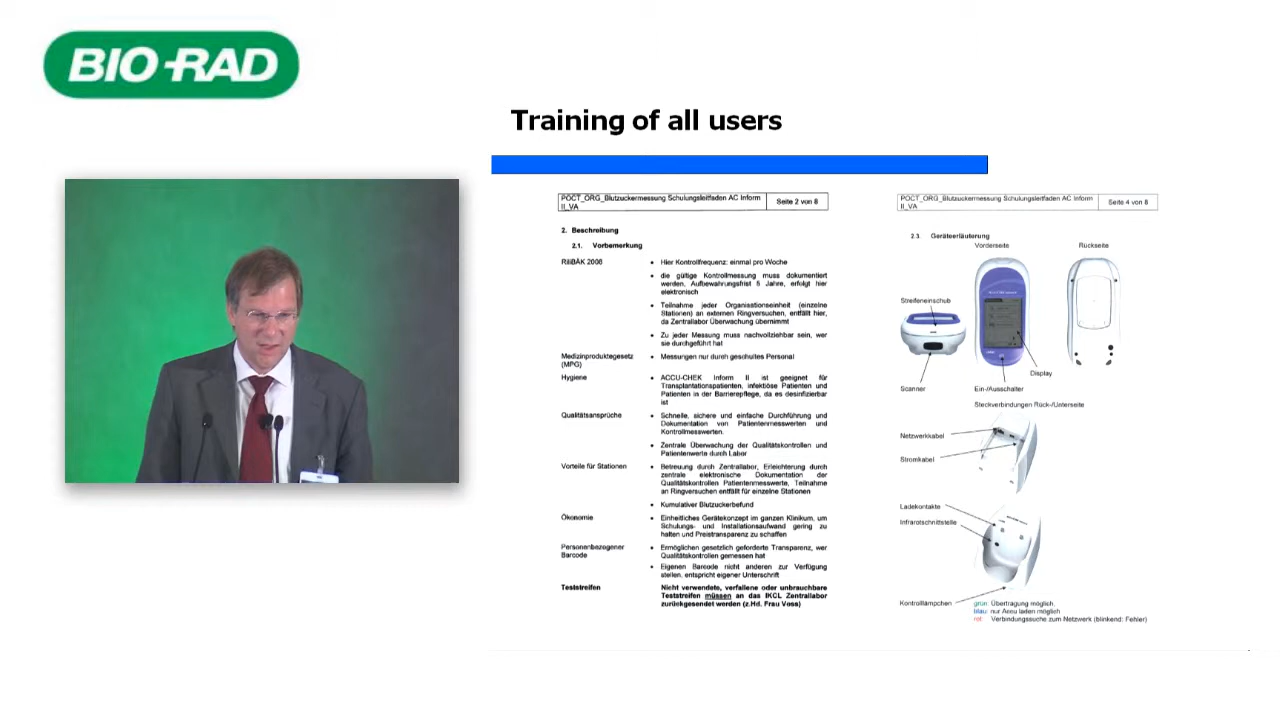 BIO-RAD
Training of all users
POCT_ORG_Blutzuckermessung Schulungsleitfaden AC Inform
II_VA
Seite 2 von 8
2. Beschreibung
2.1. Vorbemerkung
RiliBÄK 2008
• Hier Kontrollfrequenz: einmal pro Woche
• die gültige Kontrollmessung muss dokumentiert
werden, Aufbewahrungsfrist 5 Jahre, erfolgt hier
elektronisch
• Teilnahme jeder Organisationseinheit (einzelne
Stationen) an externen Ringversuchen, entfällt hier,
da Zentrallabor Überwachung übernimmt
• Zu jeder Messung muss nachvollziehbar sein, wer
sie durchgeführt hat
Medizinproduktegesetz
(MPG)
• Messungen nur durch geschultes Personal
Hygiene
• ACCU-CHEK Inform II ist geeignet für
Transplantationspatienten, infektiöse Patienten und
Patienten in der Barrierepflege, da es desinfizierbar
ist
Qualitätsansprüche
• Schnelle, sichere und einfache Durchführung und
Dokumentation von Patientenmesswerten und
Kontrollmesswerten.
• Zentrale Überwachung der Qualitätskontrollen und
Patientenwerte durch Labor
Vorteile für Stationen
• Betreuung durch Zentrallabor, Erleichterung durch
zentrale elektronische Dokumentation der
Qualitätskontrollen Patientenmesswerte, Teilnahme
an Ringversuchen entfällt für einzelne Stationen
• Kumulativer Blutzuckerbefund
Ökonomie
• Einheitliches Gerätekonzept im ganzen Klinikum, um
Schulungs- und Installationsaufwand gering zu
halten und Preistransparenz zu schaffen
Personenbezogener
Barcode
• Ermöglichen gesetzlich geforderte Transparenz, wer
Qualitätskontrollen gemessen hat
• Eigenen Barcode nicht anderen zur Verfügung
stellen, entspricht eigener Unterschrift
Teststreifen
Nicht verwendete, verfallene oder unbrauchbare
Teststreifen müssen an das IKCL Zentrallabor
zurückgesendet werden (z.Hd. Frau Voss)
POCT_ORG_Blutzuckermessung Schulungsleitfaden AC Inform
II_VA
Seite 4 von 8
2.3. Geräteerläuterung
Vorderseite
Rückseite
Streifeneinschub
Display
Scanner
Ein-/Ausschalter
Steckverbindungen Rück-/Unterseite
Netzwerkkabel
Stromkabel
Ladekontakte
Infrarotschnittstelle
Kontrolllämpchen
grün: Übertragung möglich,
blau: nur Accu laden möglich
rot: Verbindungssuche zum Netzwerk (blinkend: Fehler)